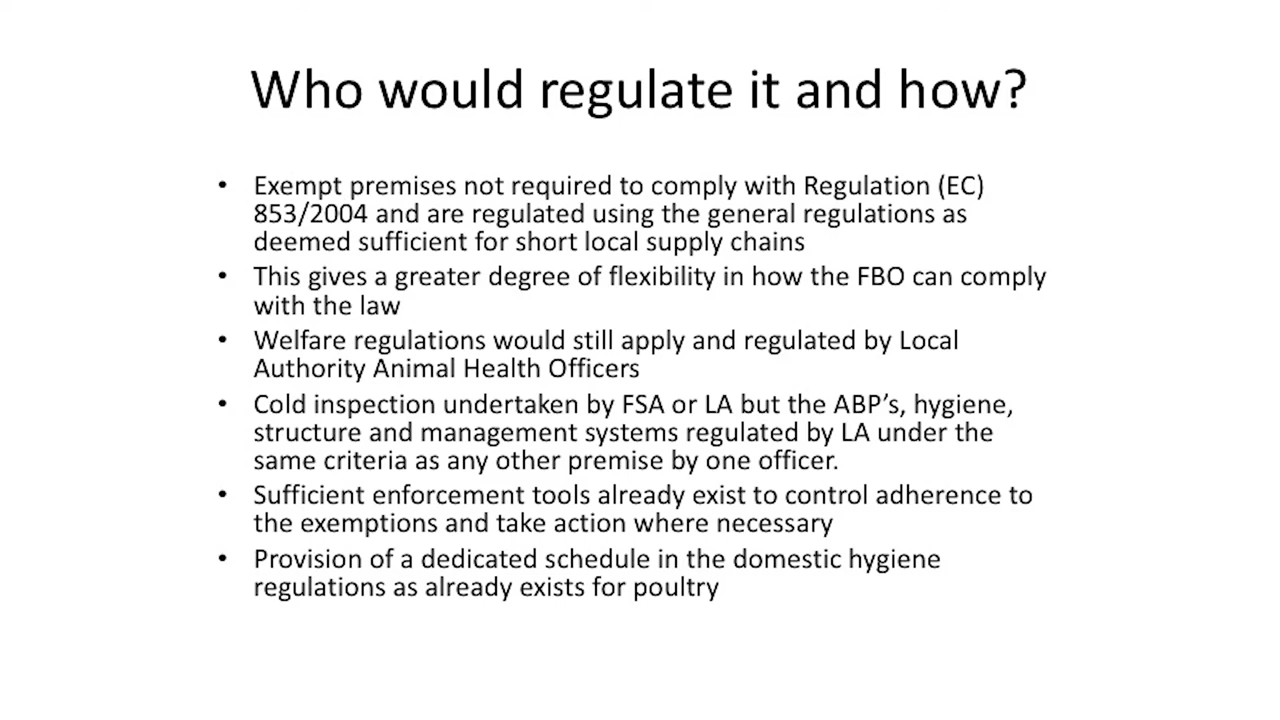 Who would regulate it and how?
• Exempt premises not required to comply with Regulation (EC)
853/2004 and are regulated using the general regulations as
deemed sufficient for short local supply chains
• This gives a greater degree of flexibility in how the FBO can comply
with the law
• Welfare regulations would still apply and regulated by Local
Authority Animal Health Officers
• Cold inspection undertaken by FSA or LA but the ABP’s, hygiene,
structure and management systems regulated by LA under the
same criteria as any other premise by one officer.
• Sufficient enforcement tools already exist to control adherence to
the exemptions and take action where necessary
• Provision of a dedicated schedule in the domestic hygiene
regulations as already exists for poultry